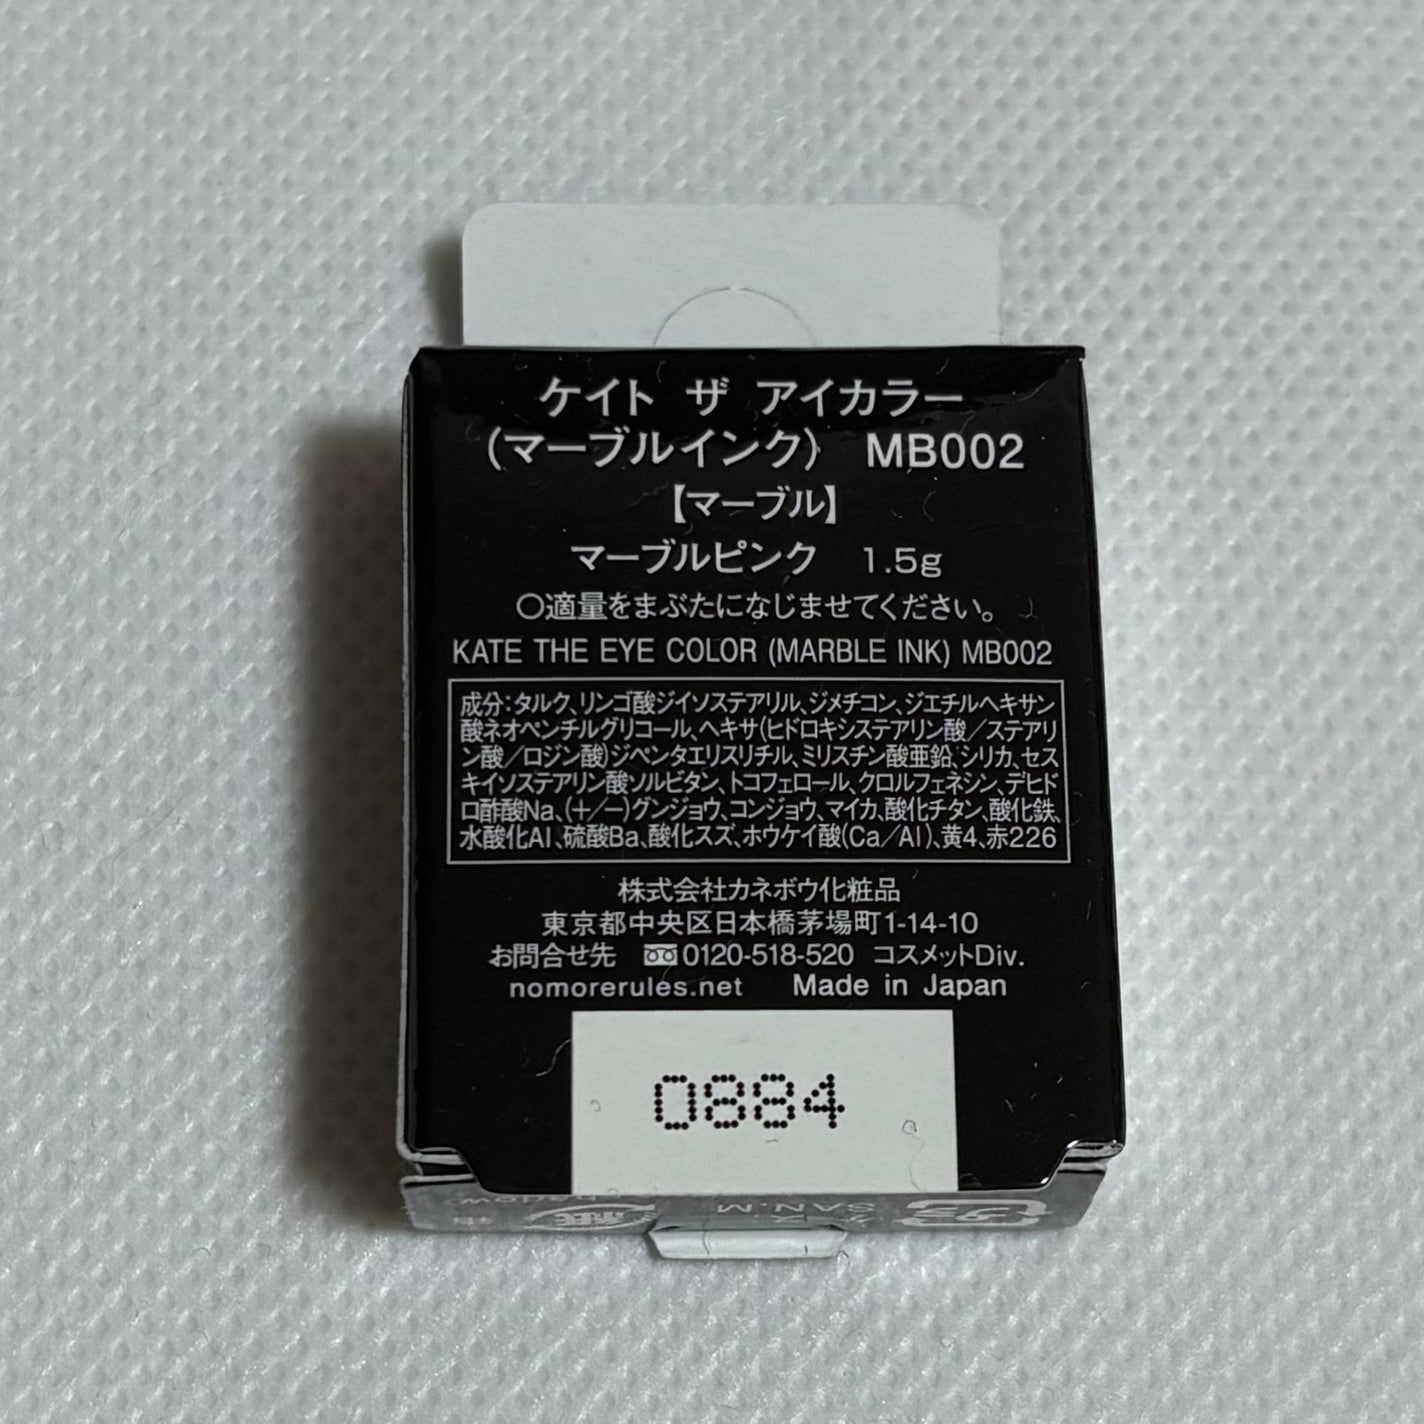 ケイト ザ アイカラー
(マーブルインク) MB002
【マーブル】
マーブルピンク 1.5g
○適量をまぶたになじませてください。
KATE THE EYE COLOR (MARBLE INK) MB002
成分:タルク、リンゴ酸ジイソステアリル、ジメチコン、ジエチルヘキサン
酸ネオペンチルグリコール、ヘキサ(ヒドロキシステアリン酸/ステアリ
ン酸/ロジン酸)ジペンタエリスリチル、ミリスチン酸亜鉛、シリカ、セス
キイソステアリン酸ソルビタン、トコフェロール、クロルフェネシン、デヒド
ロ酢酸Na、(+/-)グンジョウ、コンジョウ、マイカ、酸化チタン、酸化鉄、
水酸化Al、硫酸Ba、酸化スズ、ホウケイ酸(Ca/Al)、黄4、赤226
株式会社カネボウ化粧品
東京都中央区日本橋茅場町1-14-10
お問合せ先 0120-518-520 コスメットDiv.
nomorerules.net Made in Japan
0884
紙
SAN.M